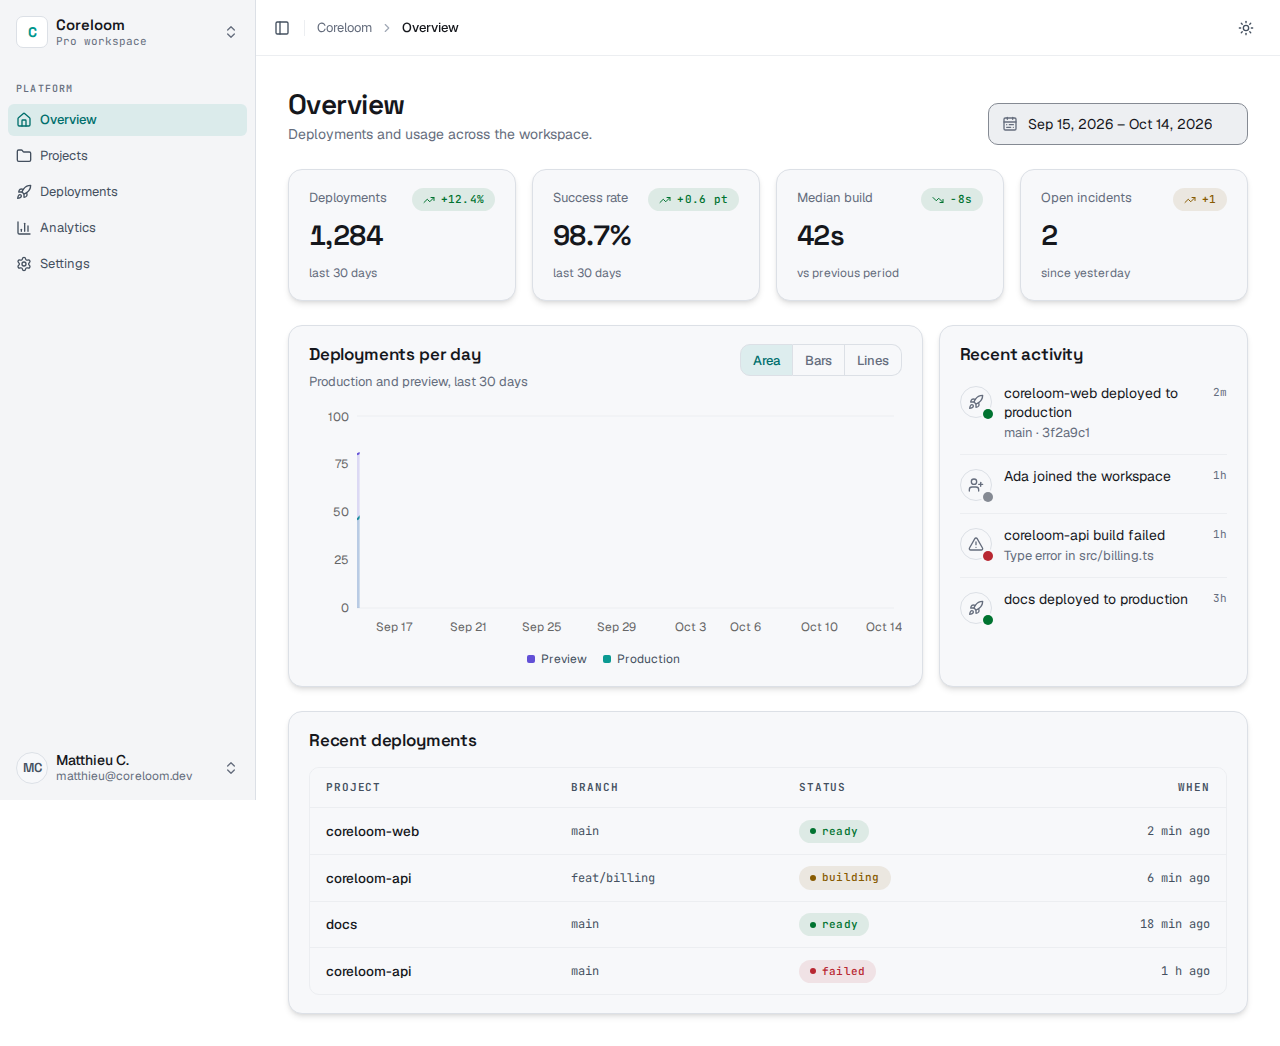 C
Coreloom
Pro workspace
PLATFORM
Overview
Projects
Deployments
Analytics
Settings
MC
Matthieu C.
matthieu@coreloom.dev
Coreloom
Overview
Overview
Deployments and usage across the workspace.
Sep 15, 2026 – Oct 14, 2026
Deployments
+12.4%
1,284
last 30 days
Success rate
+0.6 pt
98.7%
last 30 days
Median build
-8s
42s
vs previous period
Open incidents
+1
2
since yesterday
Deployments per day
Production and preview, last 30 days
Area
Bars
Lines
100
75
50
25
0
Sep 17
Sep 21
Sep 25
Sep 29
Oct 3
Oct 6
Oct 10
Oct 14
Preview
Production
Recent activity
coreloom-web deployed to
production
main · 3f2a9c1
2m
Ada joined the workspace
1h
coreloom-api build failed
Type error in src/billing.ts
1h
docs deployed to production
3h
Recent deployments
PROJECT BRANCH STATUS WHEN
coreloom-web main ready 2 min ago
coreloom-api feat/billing building 6 min ago
docs main ready 18 min ago
coreloom-api main failed 1 h ago